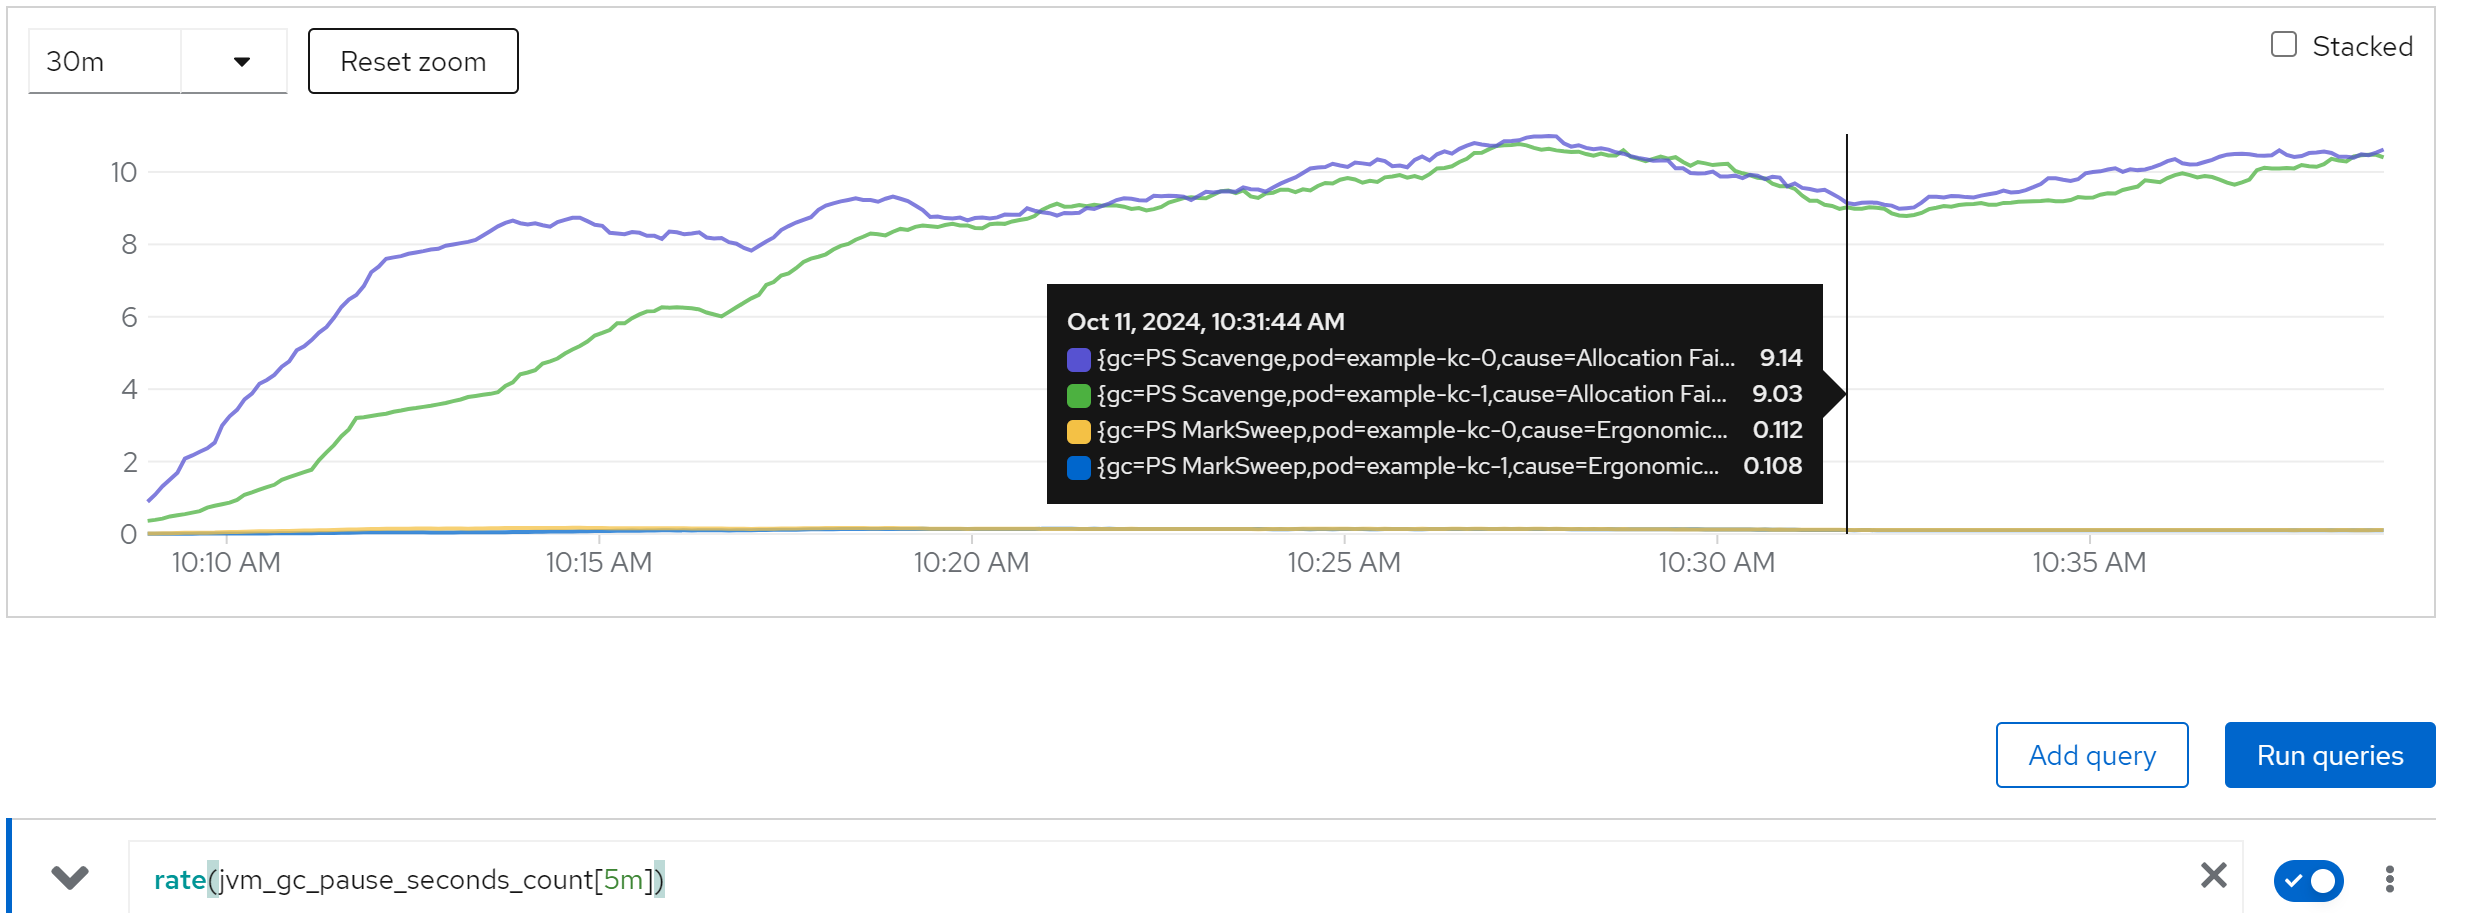 30m
Reset zoom
Stacked
10
8
6
4
2
0
Oct 11, 2024, 10:31:44 AM
{gc=PS Scavenge,pod=example-kc-0,cause=Allocation Fai... 9.14
{gc=PS Scavenge,pod=example-kc-1,cause=Allocation Fai... 9.03
{gc=PS MarkSweep,pod=example-kc-0,cause=Ergonomic... 0.112
{gc=PS MarkSweep,pod=example-kc-1,cause=Ergonomic... 0.108
10:10 AM
10:15 AM
10:20 AM
10:25 AM
10:30 AM
10:35 AM
Add query
Run queries
rate(jvm_gc_pause_seconds_count[5m])